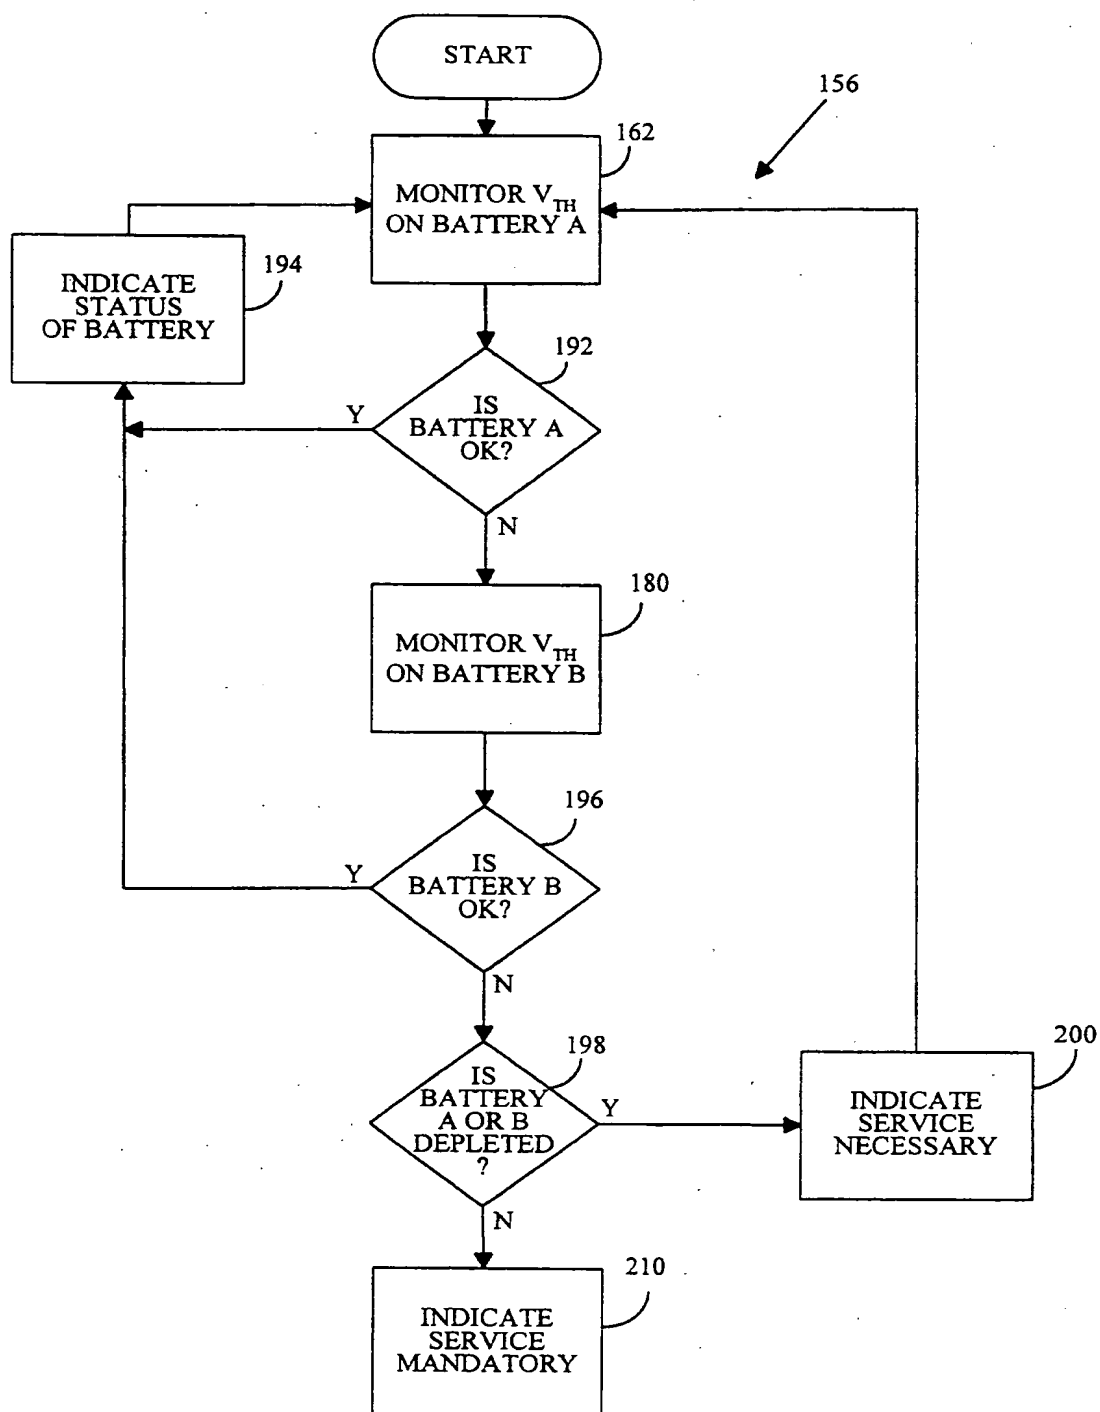 START
156
162
MONITOR V_TH
ON BATTERY A
194
INDICATE
STATUS
OF BATTERY
192
IS
BATTERY A
OK?
Y
N
180
MONITOR V_TH
ON BATTERY B
196
IS
BATTERY B
OK?
Y
N
198
IS
BATTERY
A OR B
DEPLETED
?
Y
200
INDICATE
SERVICE
NECESSARY
N
210
INDICATE
SERVICE
MANDATORY